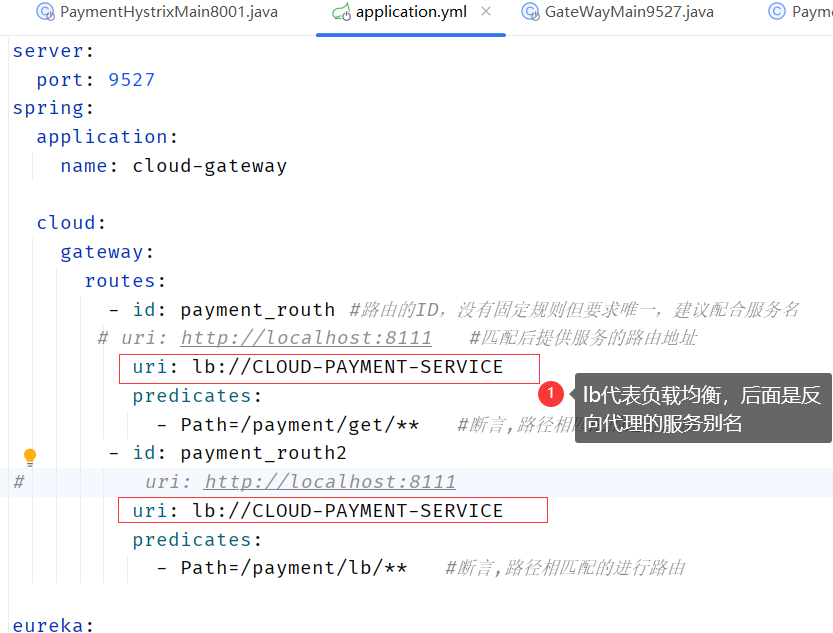 PaymentHystrixMain8001.java application.yml GateWayMain9527.java Payme
server:
port: 9527
spring:
application:
name: cloud-gateway
cloud:
gateway:
routes:
- id: payment_routh #路由的ID，没有固定规则但要求唯一，建议配合服务名
# uri: http://localhost:8111 #匹配后提供服务的路由地址
uri: lb://CLOUD-PAYMENT-SERVICE
1 lb代表负载均衡，后面是反
向代理的服务别名
predicates:
- Path=/payment/get/** #断言,路径相
- id: payment_routh2
# uri: http://localhost:8111
uri: lb://CLOUD-PAYMENT-SERVICE
predicates:
- Path=/payment/lb/** #断言,路径相匹配的进行路由
eureka: